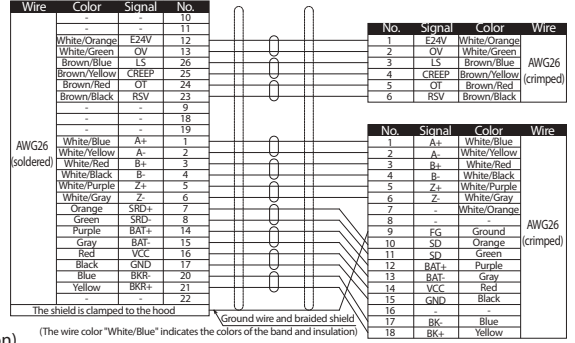 Wire Color Signal No.
- - 10
- - 11
White/Orange E24V 12
White/Green OV 13
Brown/Blue LS 26
Brown/Yellow CREEP 25
Brown/Red OT 24
Brown/Black RSV 23
- - 9
- - 18
- - 19
White/Blue A+ 1
AWG26
(soldered)
White/Yellow A- 2
White/Red B+ 3
White/Black B- 4
White/Purple Z+ 5
White/Gray Z- 6
Orange SRD+ 7
Green SRD- 8
Purple BAT+ 14
Gray BAT- 15
Red VCC 16
Black GND 17
Blue BKR- 20
Yellow BKR+ 21
- - 22
The shield is clamped to the hood
No. Signal Color Wire
1 E24V White/Orange
2 OV White/Green
3 LS Brown/Blue
4 CREEP Brown/Yellow
5 OT Brown/Red
6 RSV Brown/Black
AWG26
(crimped)
No. Signal Color Wire
1 A+ White/Blue
2 A- White/Yellow
3 B+ White/Red
4 B- White/Black
5 Z+ White/Purple
6 Z- White/Gray
7 - White/Orange
8 - -
9 FG Ground
10 SD Orange
11 SD Green
12 BAT+ Purple
13 BAT- Gray
14 VCC Red
15 GND Black
16 - -
17 BK- Blue
18 BK+ Yellow
AWG26
(crimped)
Ground wire and braided shield
(The wire color "White/Blue" indicates the colors of the band and insulation)
on)